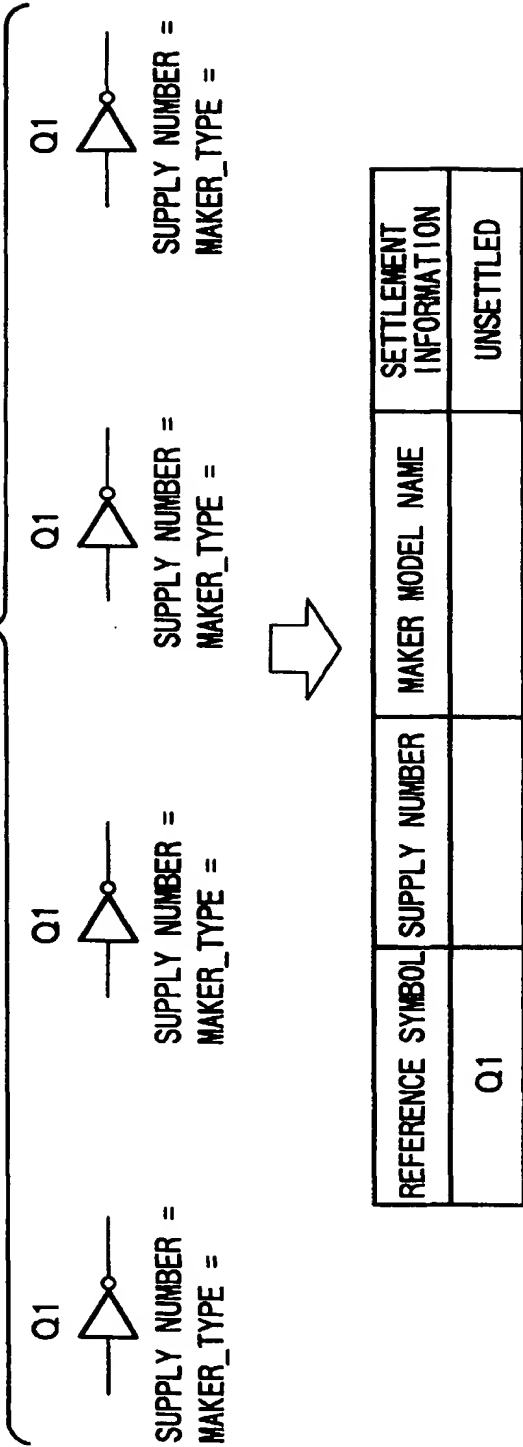 Q1
SUPPLY NUMBER =
MAKER_TYPE =
Q1
SUPPLY NUMBER =
MAKER_TYPE =
Q1
SUPPLY NUMBER =
MAKER_TYPE =
Q1
SUPPLY NUMBER =
MAKER_TYPE =
REFERENCE SYMBOL
SUPPLY NUMBER
MAKER MODEL NAME
SETTLEMENT
INFORMATION
Q1
UNSETTLED